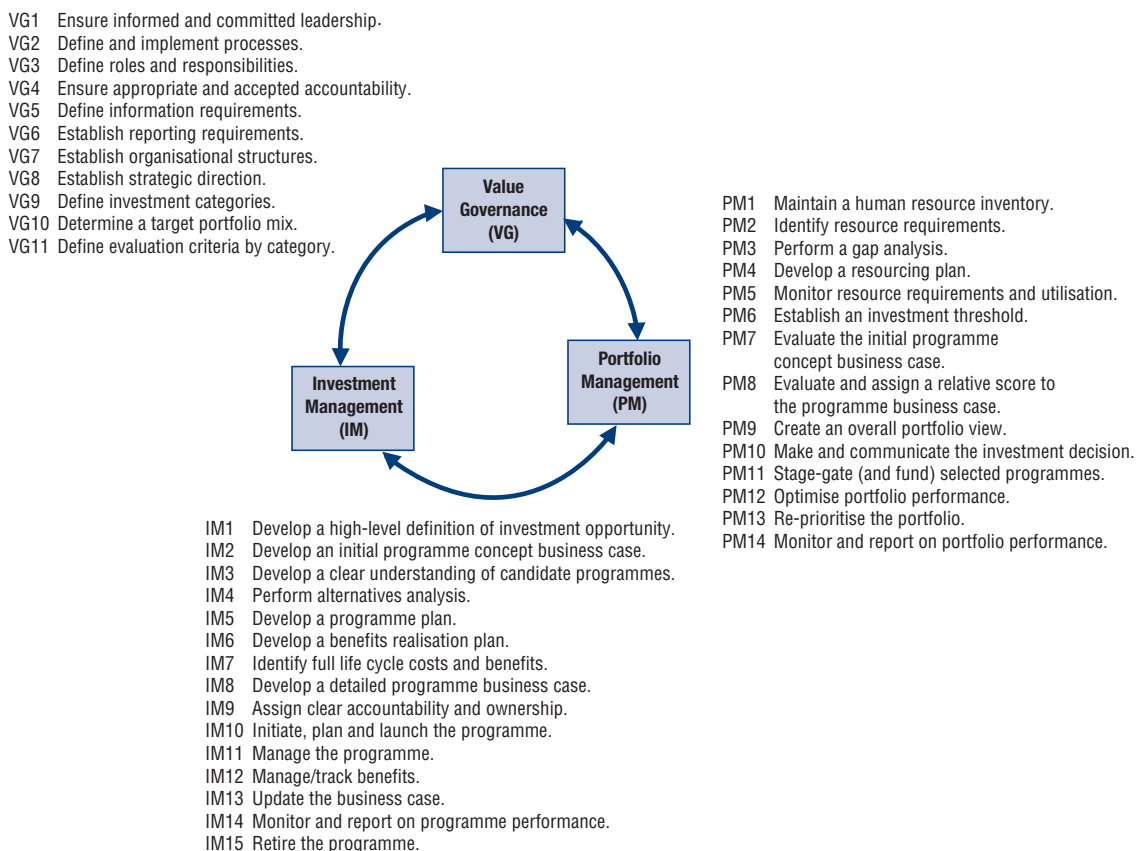 VG1 Ensure informed and committed leadership.
VG2 Define and implement processes.
VG3 Define roles and responsibilities.
VG4 Ensure appropriate and accepted accountability.
VG5 Define information requirements.
VG6 Establish reporting requirements.
VG7 Establish organisational structures.
VG8 Establish strategic direction.
VG9 Define investment categories.
VG10 Determine a target portfolio mix.
VG11 Define evaluation criteria by category.
Value
Governance
(VG)
PM1 Maintain a human resource inventory.
PM2 Identify resource requirements.
PM3 Perform a gap analysis.
PM4 Develop a resourcing plan.
PM5 Monitor resource requirements and utilisation.
PM6 Establish an investment threshold.
PM7 Evaluate the initial programme
concept business case.
PM8 Evaluate and assign a relative score to
the programme business case.
PM9 Create an overall portfolio view.
PM10 Make and communicate the investment decision.
PM11 Stage-gate (and fund) selected programmes.
PM12 Optimise portfolio performance.
PM13 Re-prioritise the portfolio.
PM14 Monitor and report on portfolio performance.
Portfolio
Management
(PM)
Investment
Management
(IM)
IM1 Develop a high-level definition of investment opportunity.
IM2 Develop an initial programme concept business case.
IM3 Develop a clear understanding of candidate programmes.
IM4 Perform alternatives analysis.
IM5 Develop a programme plan.
IM6 Develop a benefits realisation plan.
IM7 Identify full life cycle costs and benefits.
IM8 Develop a detailed programme business case.
IM9 Assign clear accountability and ownership.
IM10 Initiate, plan and launch the programme.
IM11 Manage the programme.
IM12 Manage/track benefits.
IM13 Update the business case.
IM14 Monitor and report on programme performance.
IM15 Retire the programme.